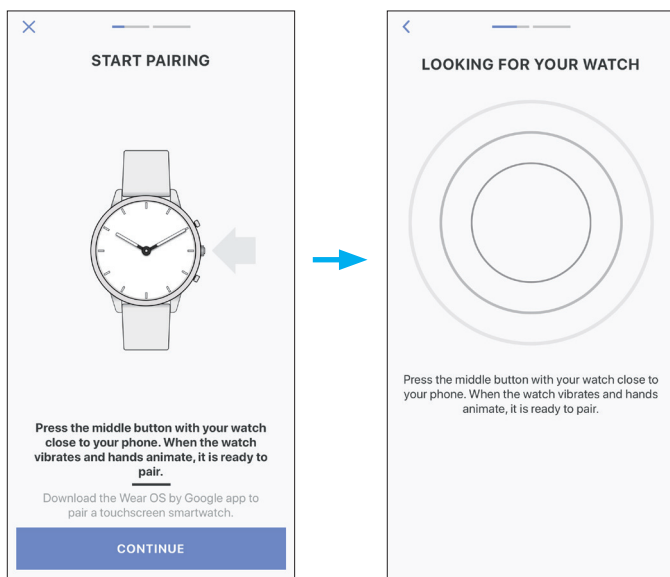 START PAIRING
Press the middle button with your watch
close to your phone. When the watch
vibrates and hands animate, it is ready to
pair.
Download the Wear OS by Google app to
pair a touchscreen smartwatch.
CONTINUE
LOOKING FOR YOUR WATCH
Press the middle button with your watch close to
your phone. When the watch vibrates and hands
animate, it is ready to pair.